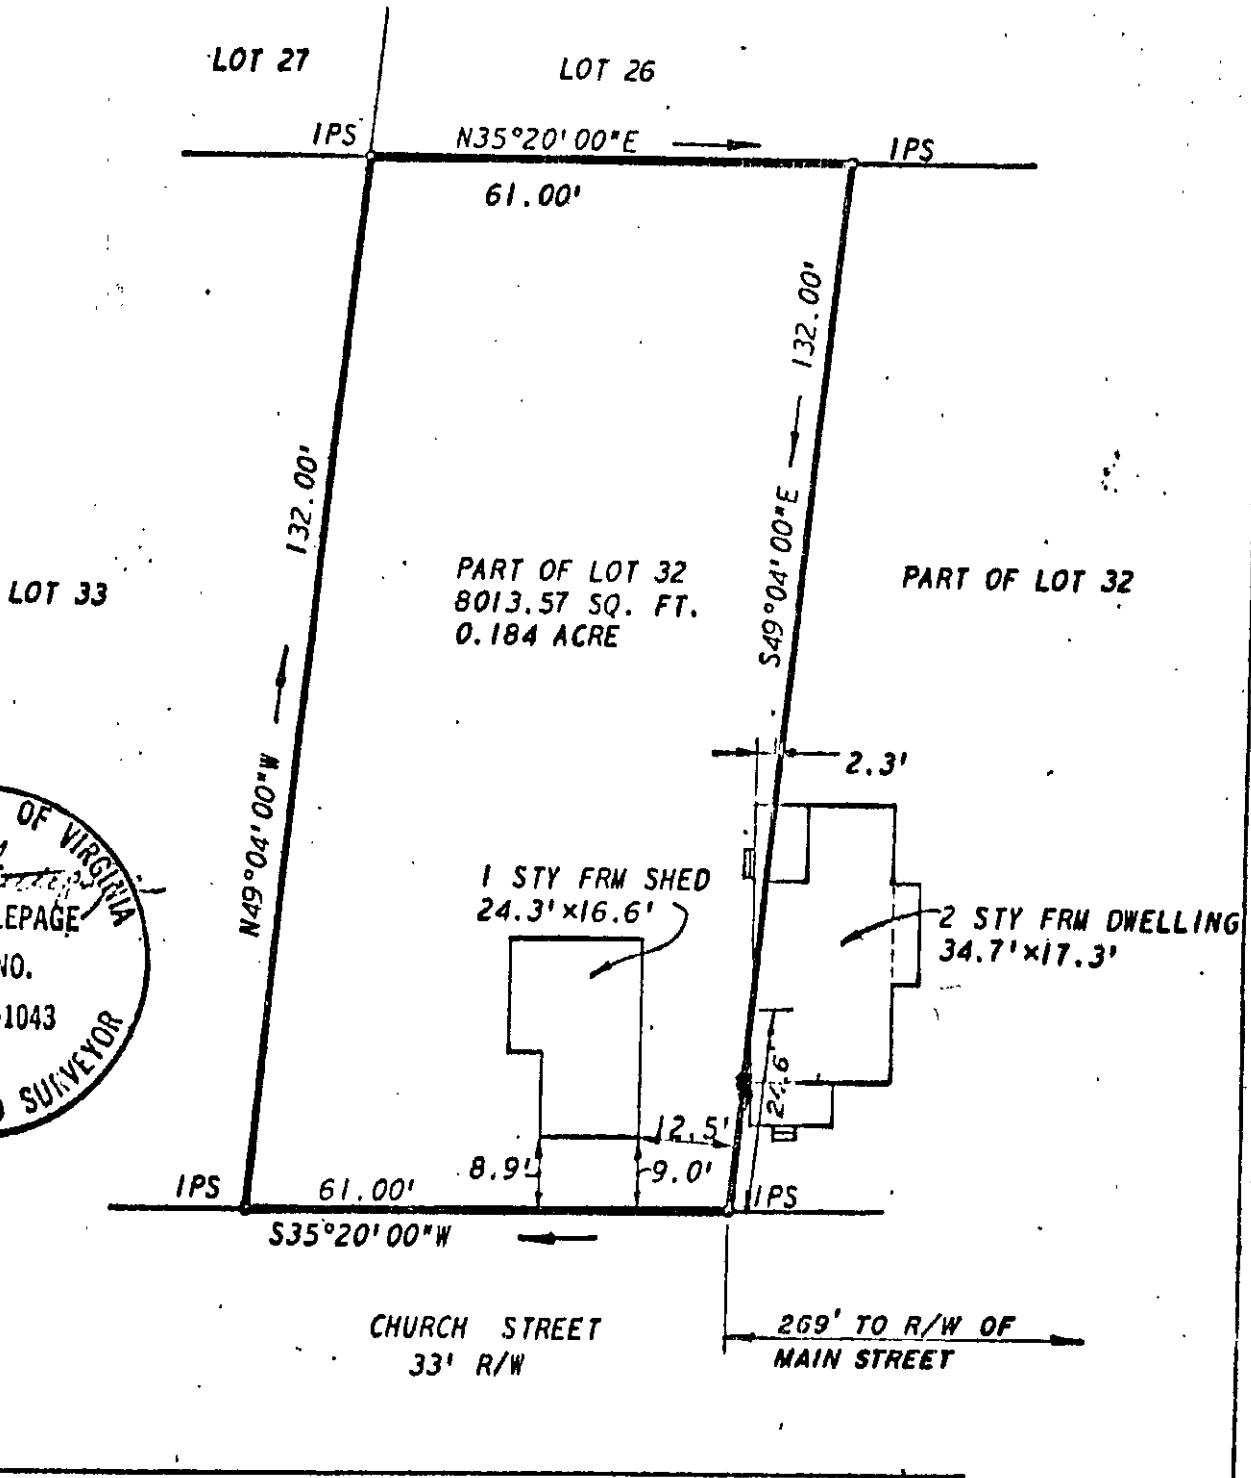 LOT 27
LOT 26
IPS
N35°20'00"E
IPS
61.00'
132.00'
132.00'
S49°04'00"E
PART OF LOT 32
8013.57 SQ. FT.
0.184 ACRE
PART OF LOT 32
LOT 33
N49°04'00"W
2.3'
OF VIRGINIA
LEPAGE
NO.
1043
SURVEYOR
1 STY FRM SHED
24.3'×16.6'
2 STY FRM DWELLING
34.7'×17.3'
24.6'
12.5'
8.9'
9.0'
IPS
61.00'
IPS
S35°20'00"W
CHURCH STREET
33' R/W
269' TO R/W OF
MAIN STREET